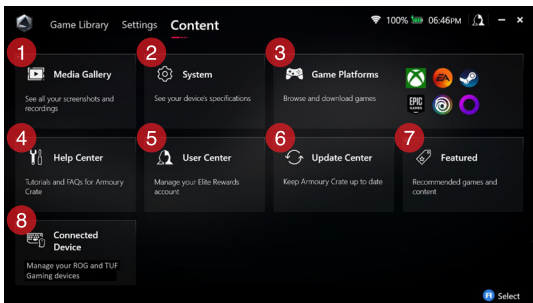 Game Library Settings Content 100% 06:46PM
1 2 3
Media Gallery System Game Platforms
See all your screenshots and recordings
See your device's specifications
Browse and download games
EA
EPIC
GAMES
4 5 6 7
Help Center User Center Update Center Featured
Tutorials and FAQs for Armoury
Crate
Manage your Elite Rewards
account
Keep Armoury Crate up to date
Recommended games and
content
8
Connected
Device
Manage your ROG and TUF
Gaming devices
Select